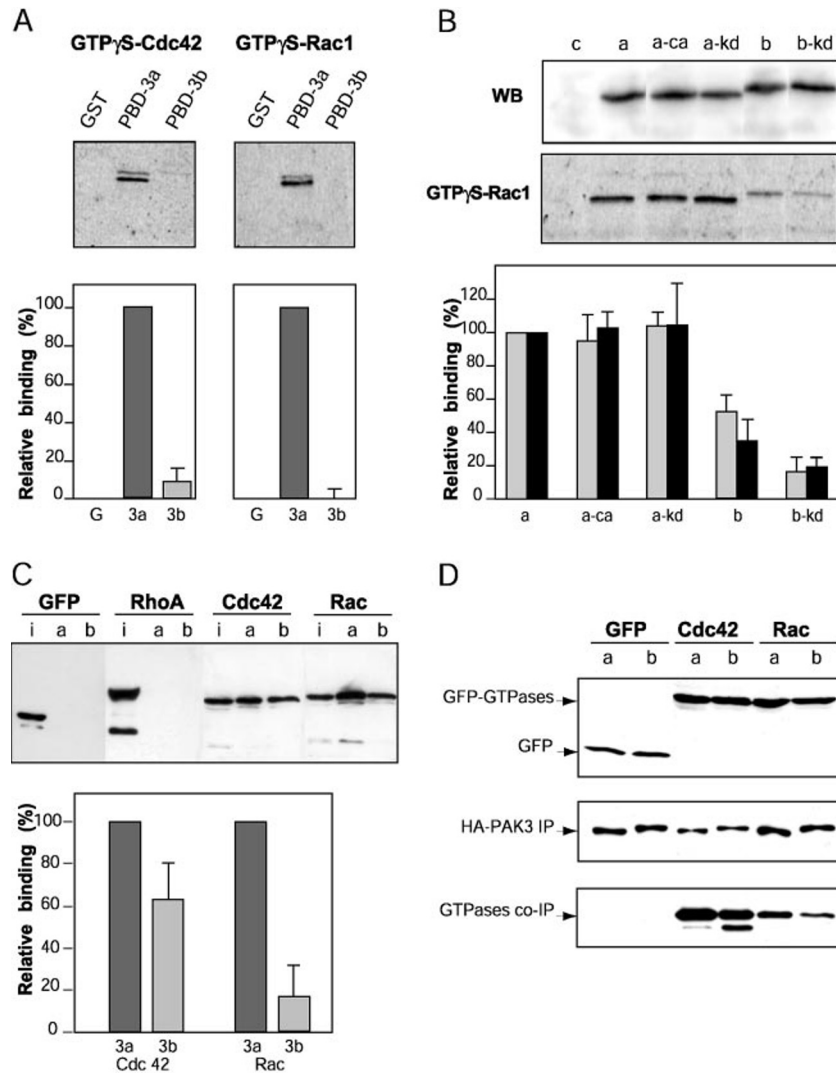 A
GTPγS-Cdc42
GTPγS-Rac1
GST
PBD-3a
PBD-3b
GST
PBD-3a
PBD-3b
Relative binding (%)
100
80
60
40
20
0
G 3a 3b
G 3a 3b
B
c a a-ca a-kd b b-kd
WB
GTPγS-Rac1
Relative binding (%)
120
100
80
60
40
20
0
a a-ca a-kd b b-kd
C
GFP RhoA Cdc42 Rac
i a b i a b i a b i a b
Relative binding (%)
100
80
60
40
20
0
3a 3b 3a 3b
Cdc 42 Rac
D
GFP Cdc42 Rac
a b a b a b
GFP-GTPases
GFP
HA-PAK3 IP
GTPases co-IP